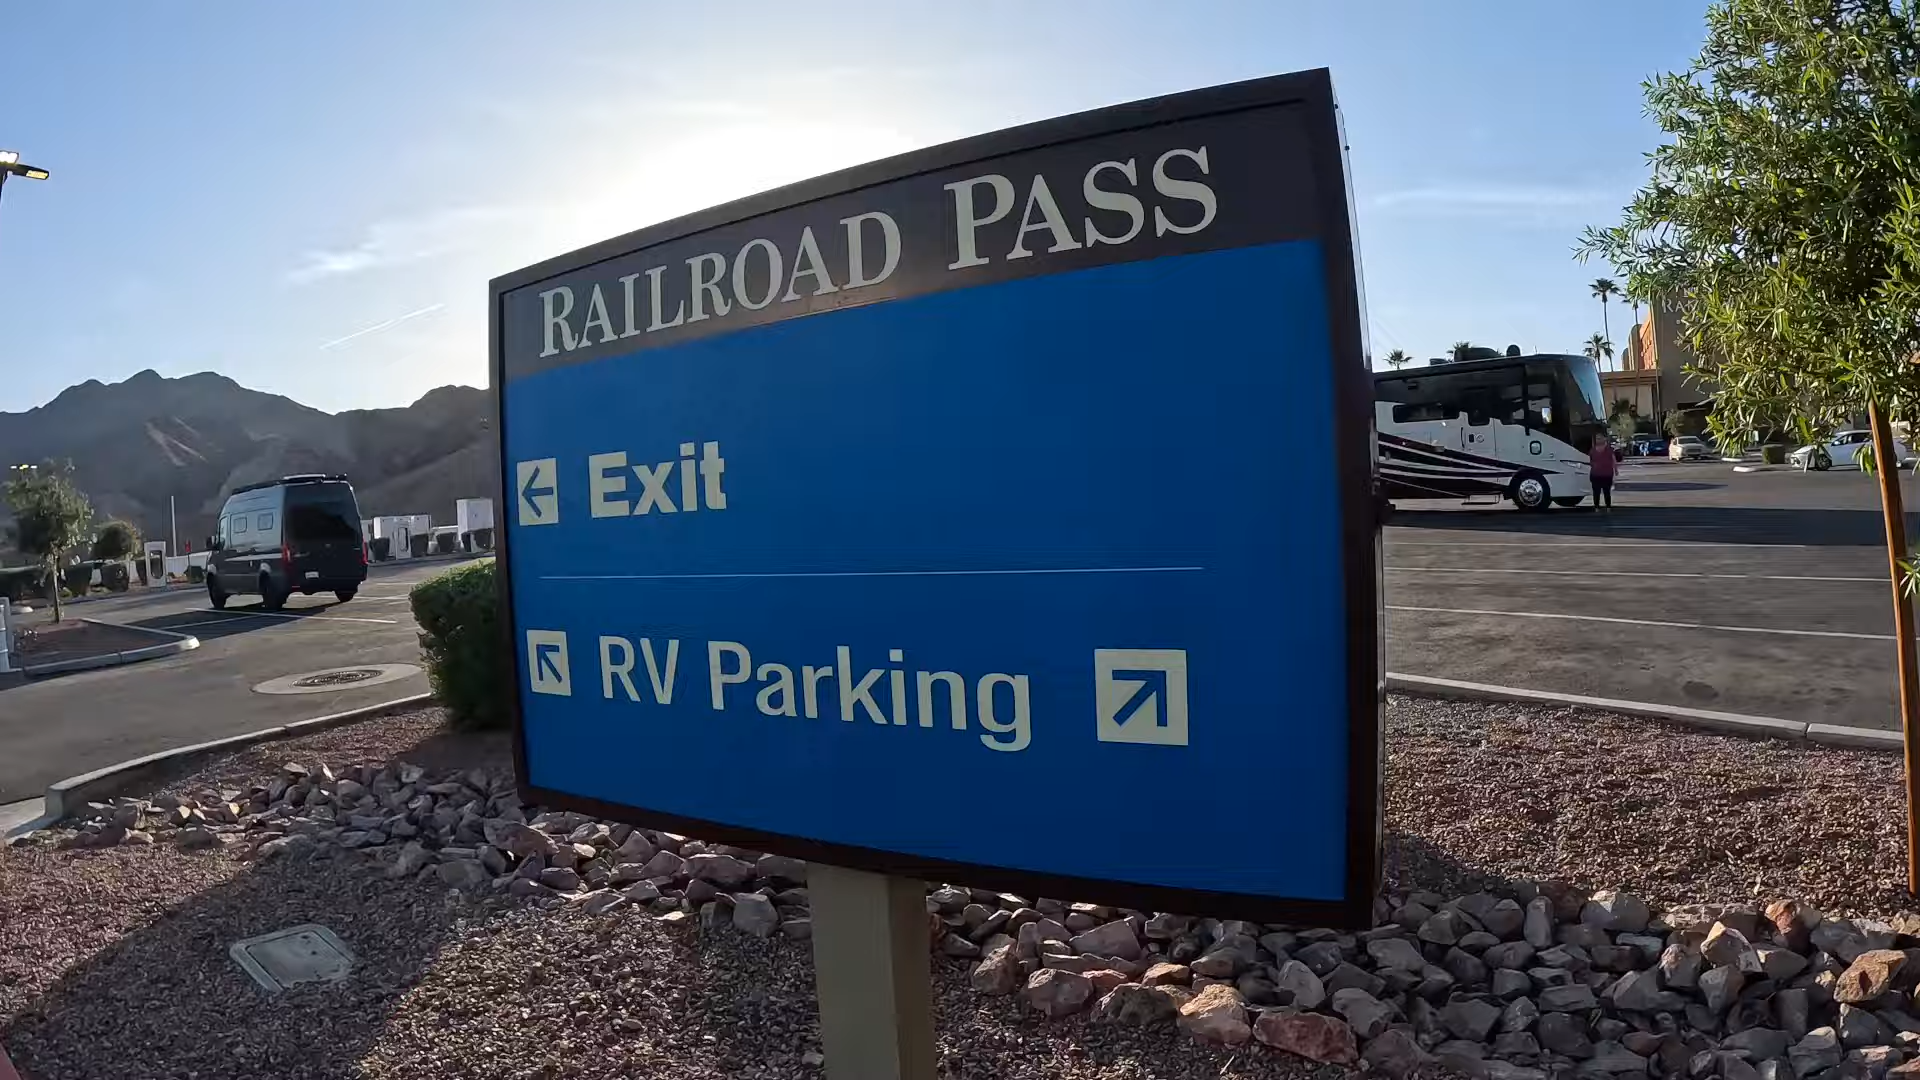 RAILROAD PASS
← Exit
↖ RV Parking ↗